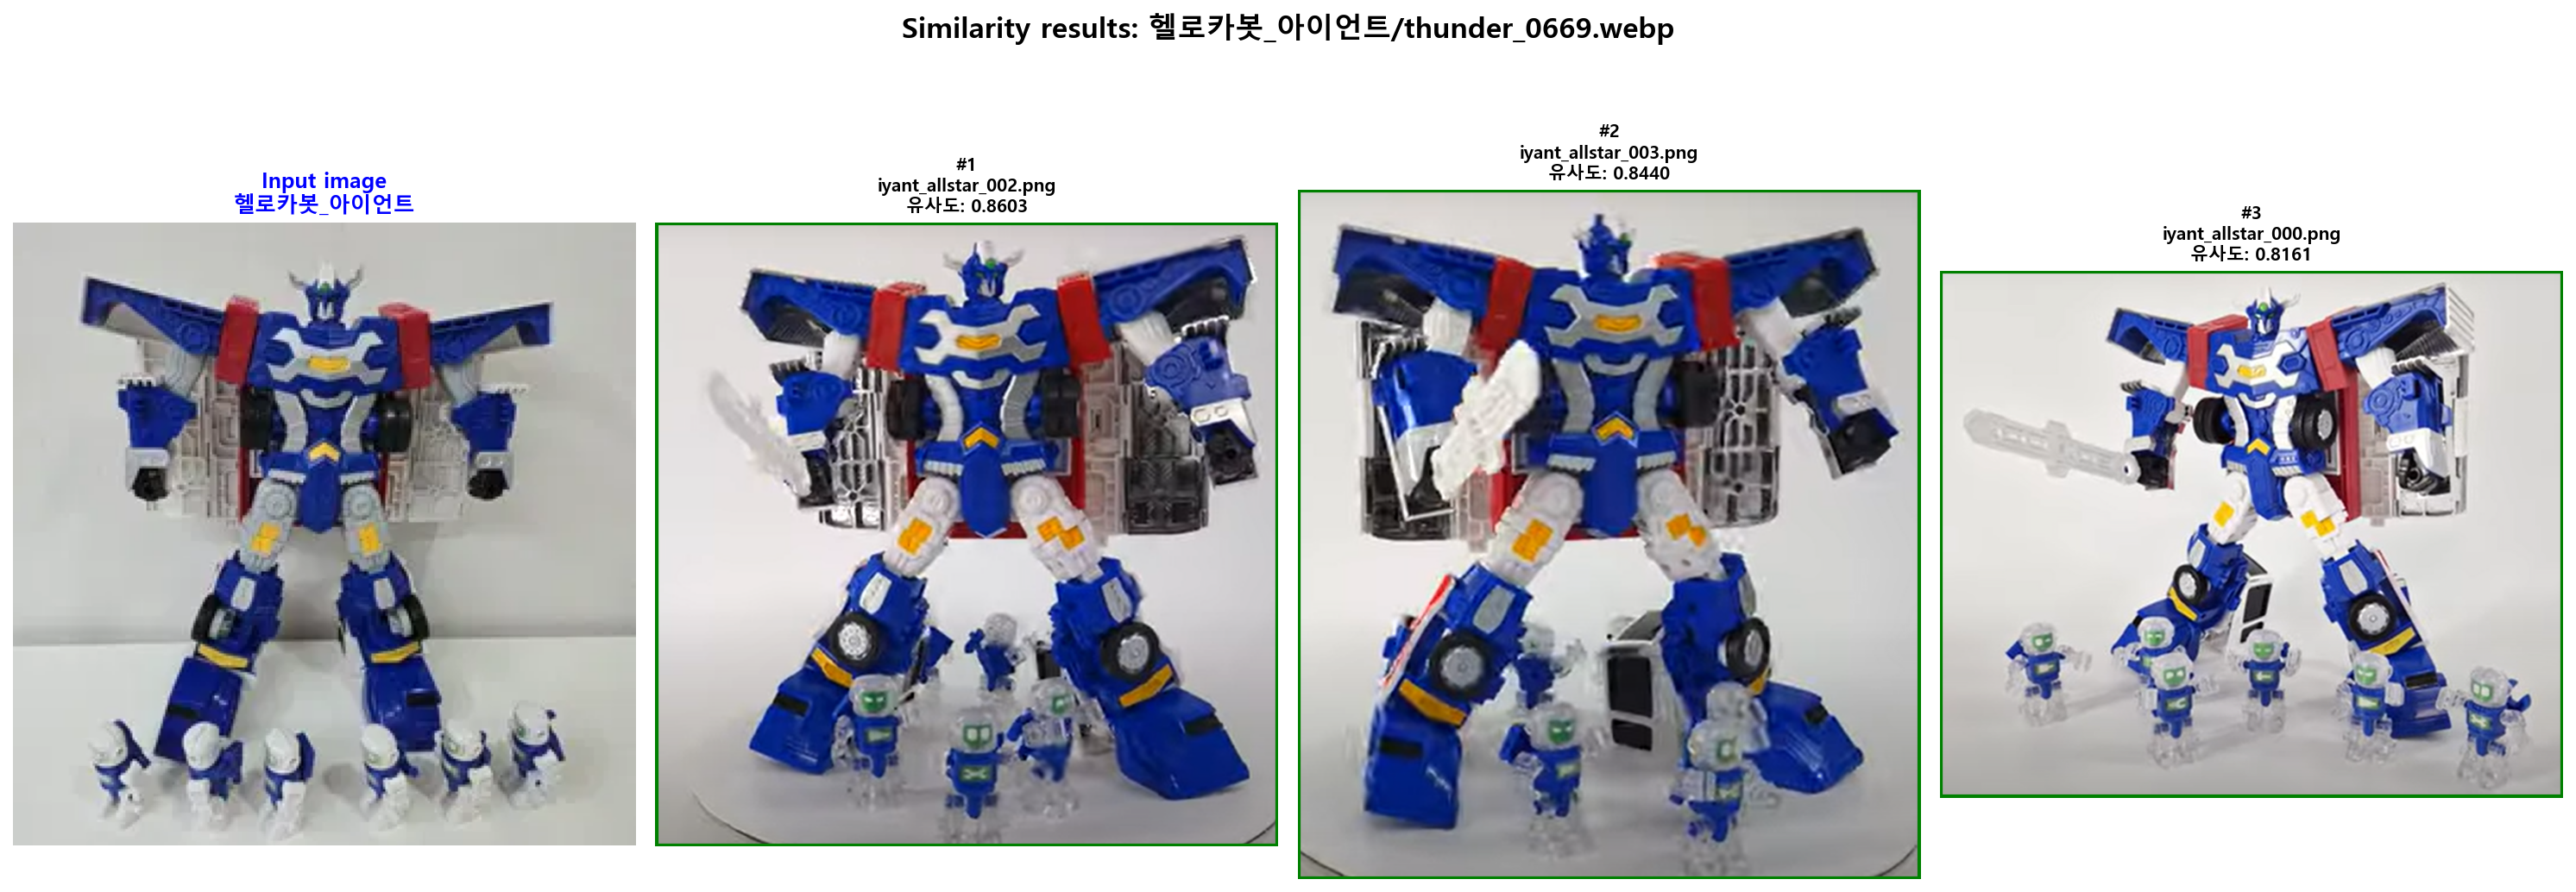 Similarity results: 헬로카봇_아이언트/thunder_0669.webp
Input image
헬로카봇_아이언트
#1
iyant_allstar_002.png
유사도: 0.8603
#2
iyant_allstar_003.png
유사도: 0.8440
#3
iyant_allstar_000.png
유사도: 0.8161